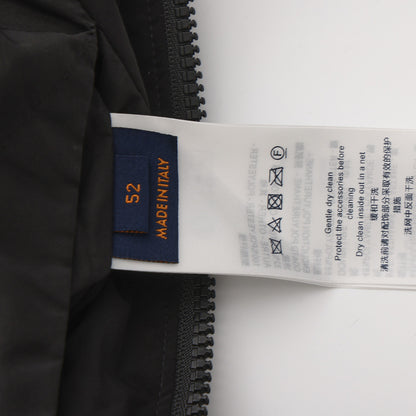 52
MADE IN ITALY
F
Gentle dry clean
Protect the accessories before
cleaning
Dry clean inside out in a net
缓和干洗
清洗前请对配饰部分采取有效的保护
措施
洗网中反面干洗